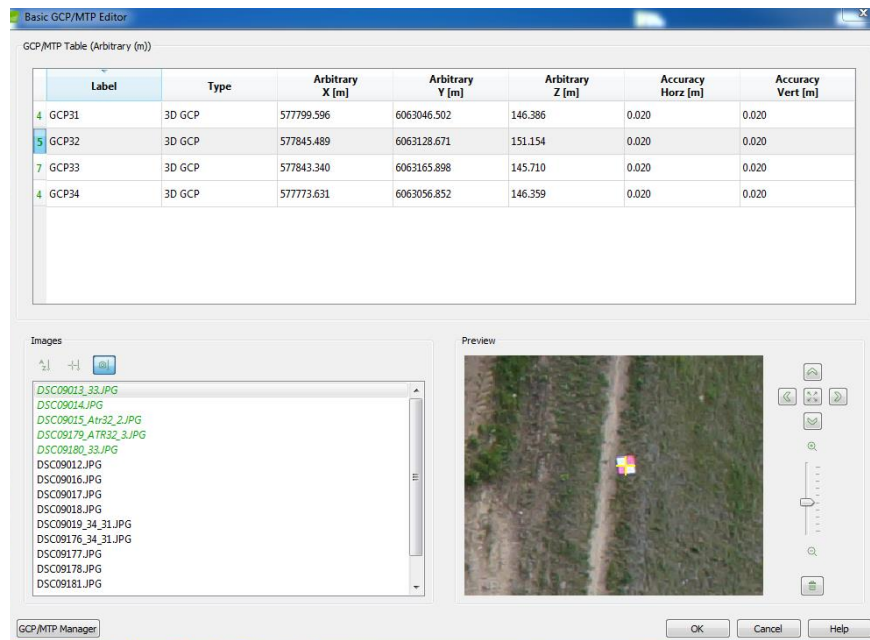 Basic GCP/MTP Editor
GCP/MTP Table (Arbitrary (m))
Label Type Arbitrary X [m] Arbitrary Y [m] Arbitrary Z [m] Accuracy Horz [m] Accuracy Vert [m]
4 GCP31 3D GCP 577799.596 6063046.502 146.386 0.020 0.020
5 GCP32 3D GCP 577845.489 6063128.671 151.154 0.020 0.020
7 GCP33 3D GCP 577843.340 6063165.898 145.710 0.020 0.020
4 GCP34 3D GCP 577773.631 6063056.852 146.359 0.020 0.020
Images
DSC09013_33.JPG
DSC09014.JPG
DSC09015_Atr32_2.JPG
DSC09179_ATR32_3.JPG
DSC09180_33.JPG
DSC09012.JPG
DSC09016.JPG
DSC09017.JPG
DSC09018.JPG
DSC09019_34_31.JPG
DSC09176_34_31.JPG
DSC09177.JPG
DSC09178.JPG
DSC09181.JPG
Preview
GCP/MTP Manager
OK Cancel Help